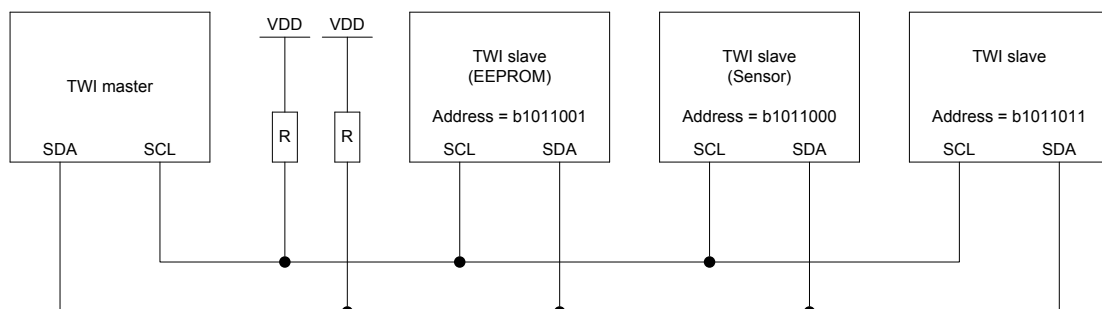 TWI master
SDA SCL
VDD VDD
R R
TWI slave
(EEPROM)
Address = b1011001
SCL SDA
TWI slave
(Sensor)
Address = b1011000
SCL SDA
TWI slave
Address = b1011011
SCL SDA